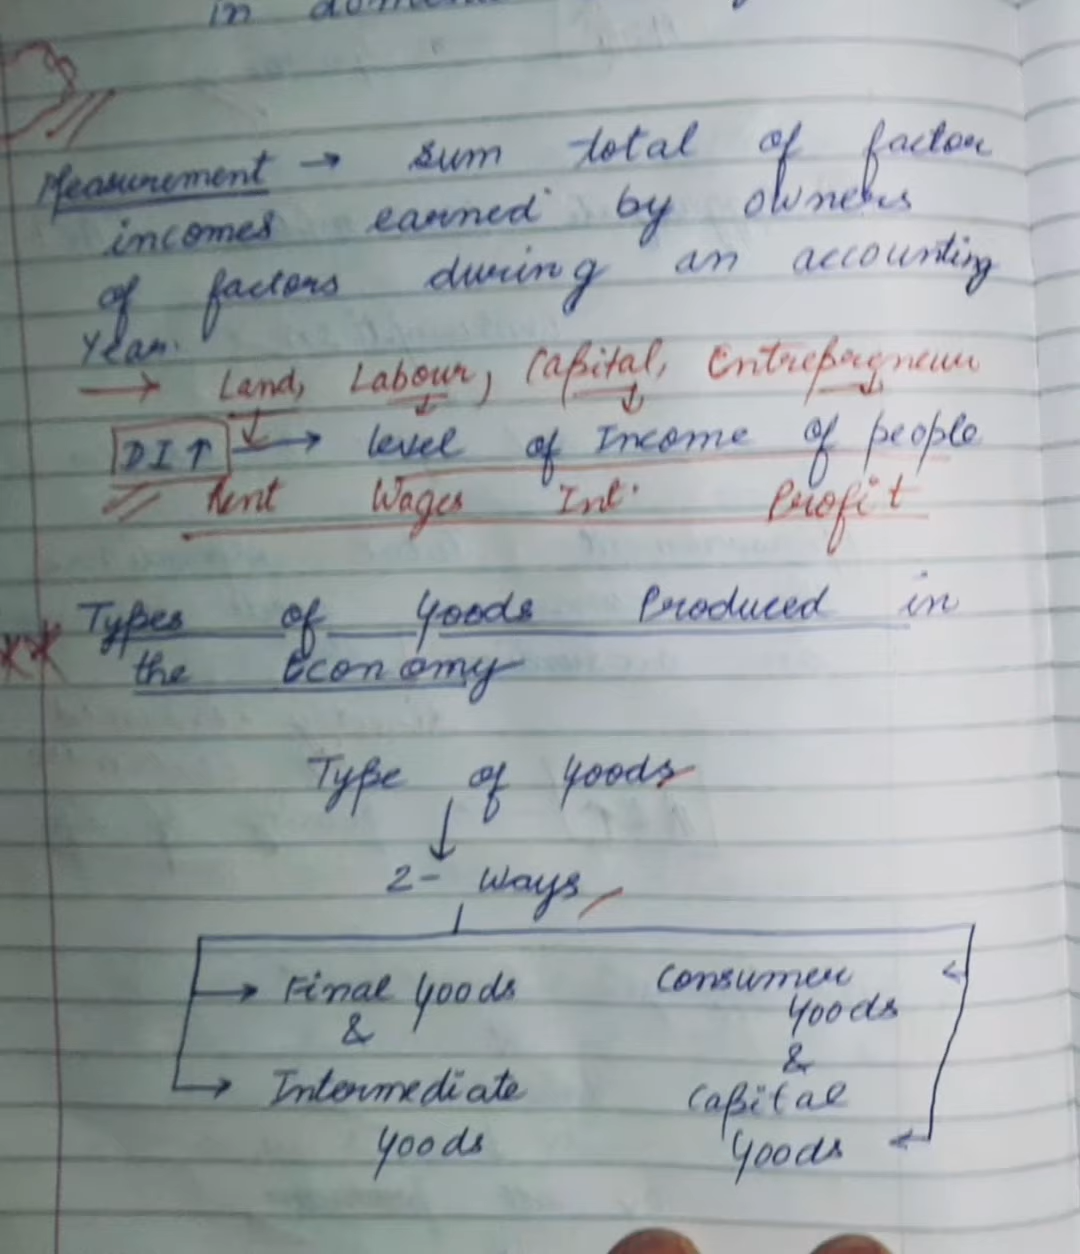 in
Measurement → sum total of factor
incomes earned by owners
of factors during an accounting
Year.
→ Land, Labour, Capital, Entrepergneur
DI↑ → level of Income of people
Rent Wages Int. Profit
Types of Goods Produced in
the Economy
Type of Goods
2- Ways
→ Final Goods
&
→ Intermediate
Goods
Consumer
Goods
&
Capital
Goods